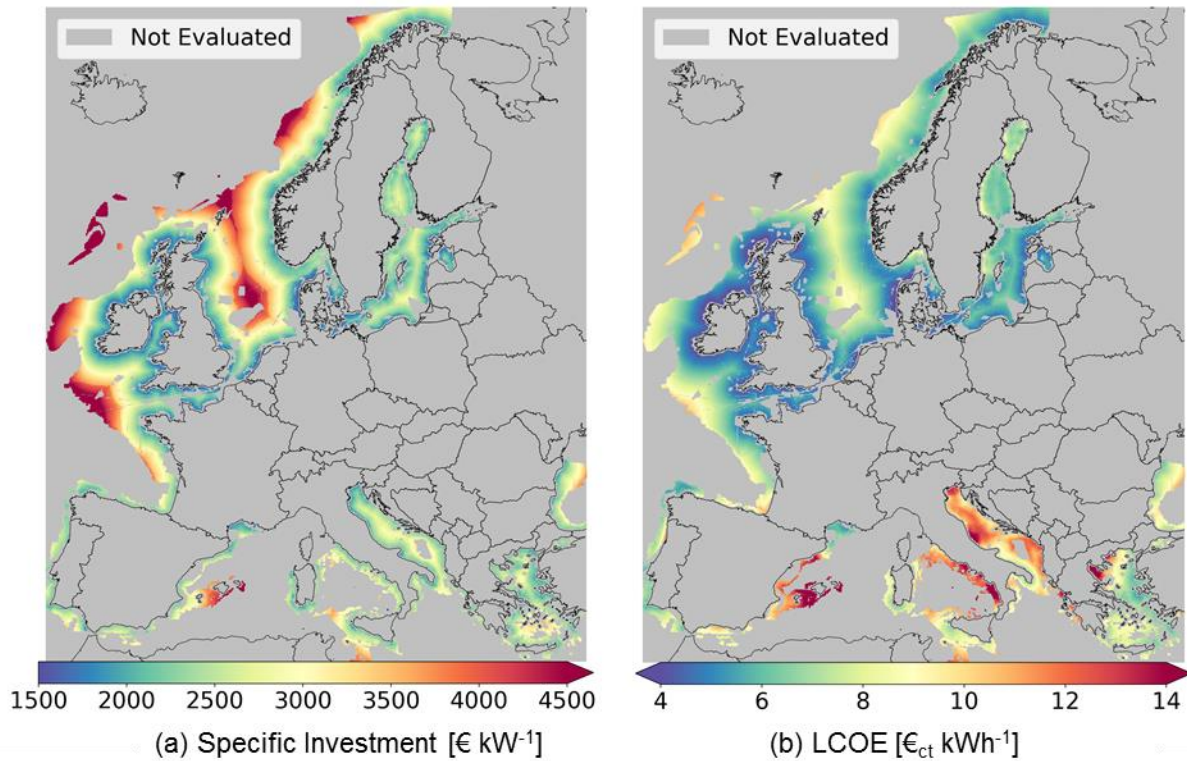 Not Evaluated
Not Evaluated
1500 2000 2500 3000 3500 4000 4500
4 6 8 10 12 14
(a) Specific Investment [€ kW⁻¹]
(b) LCOE [€ct kWh⁻¹]